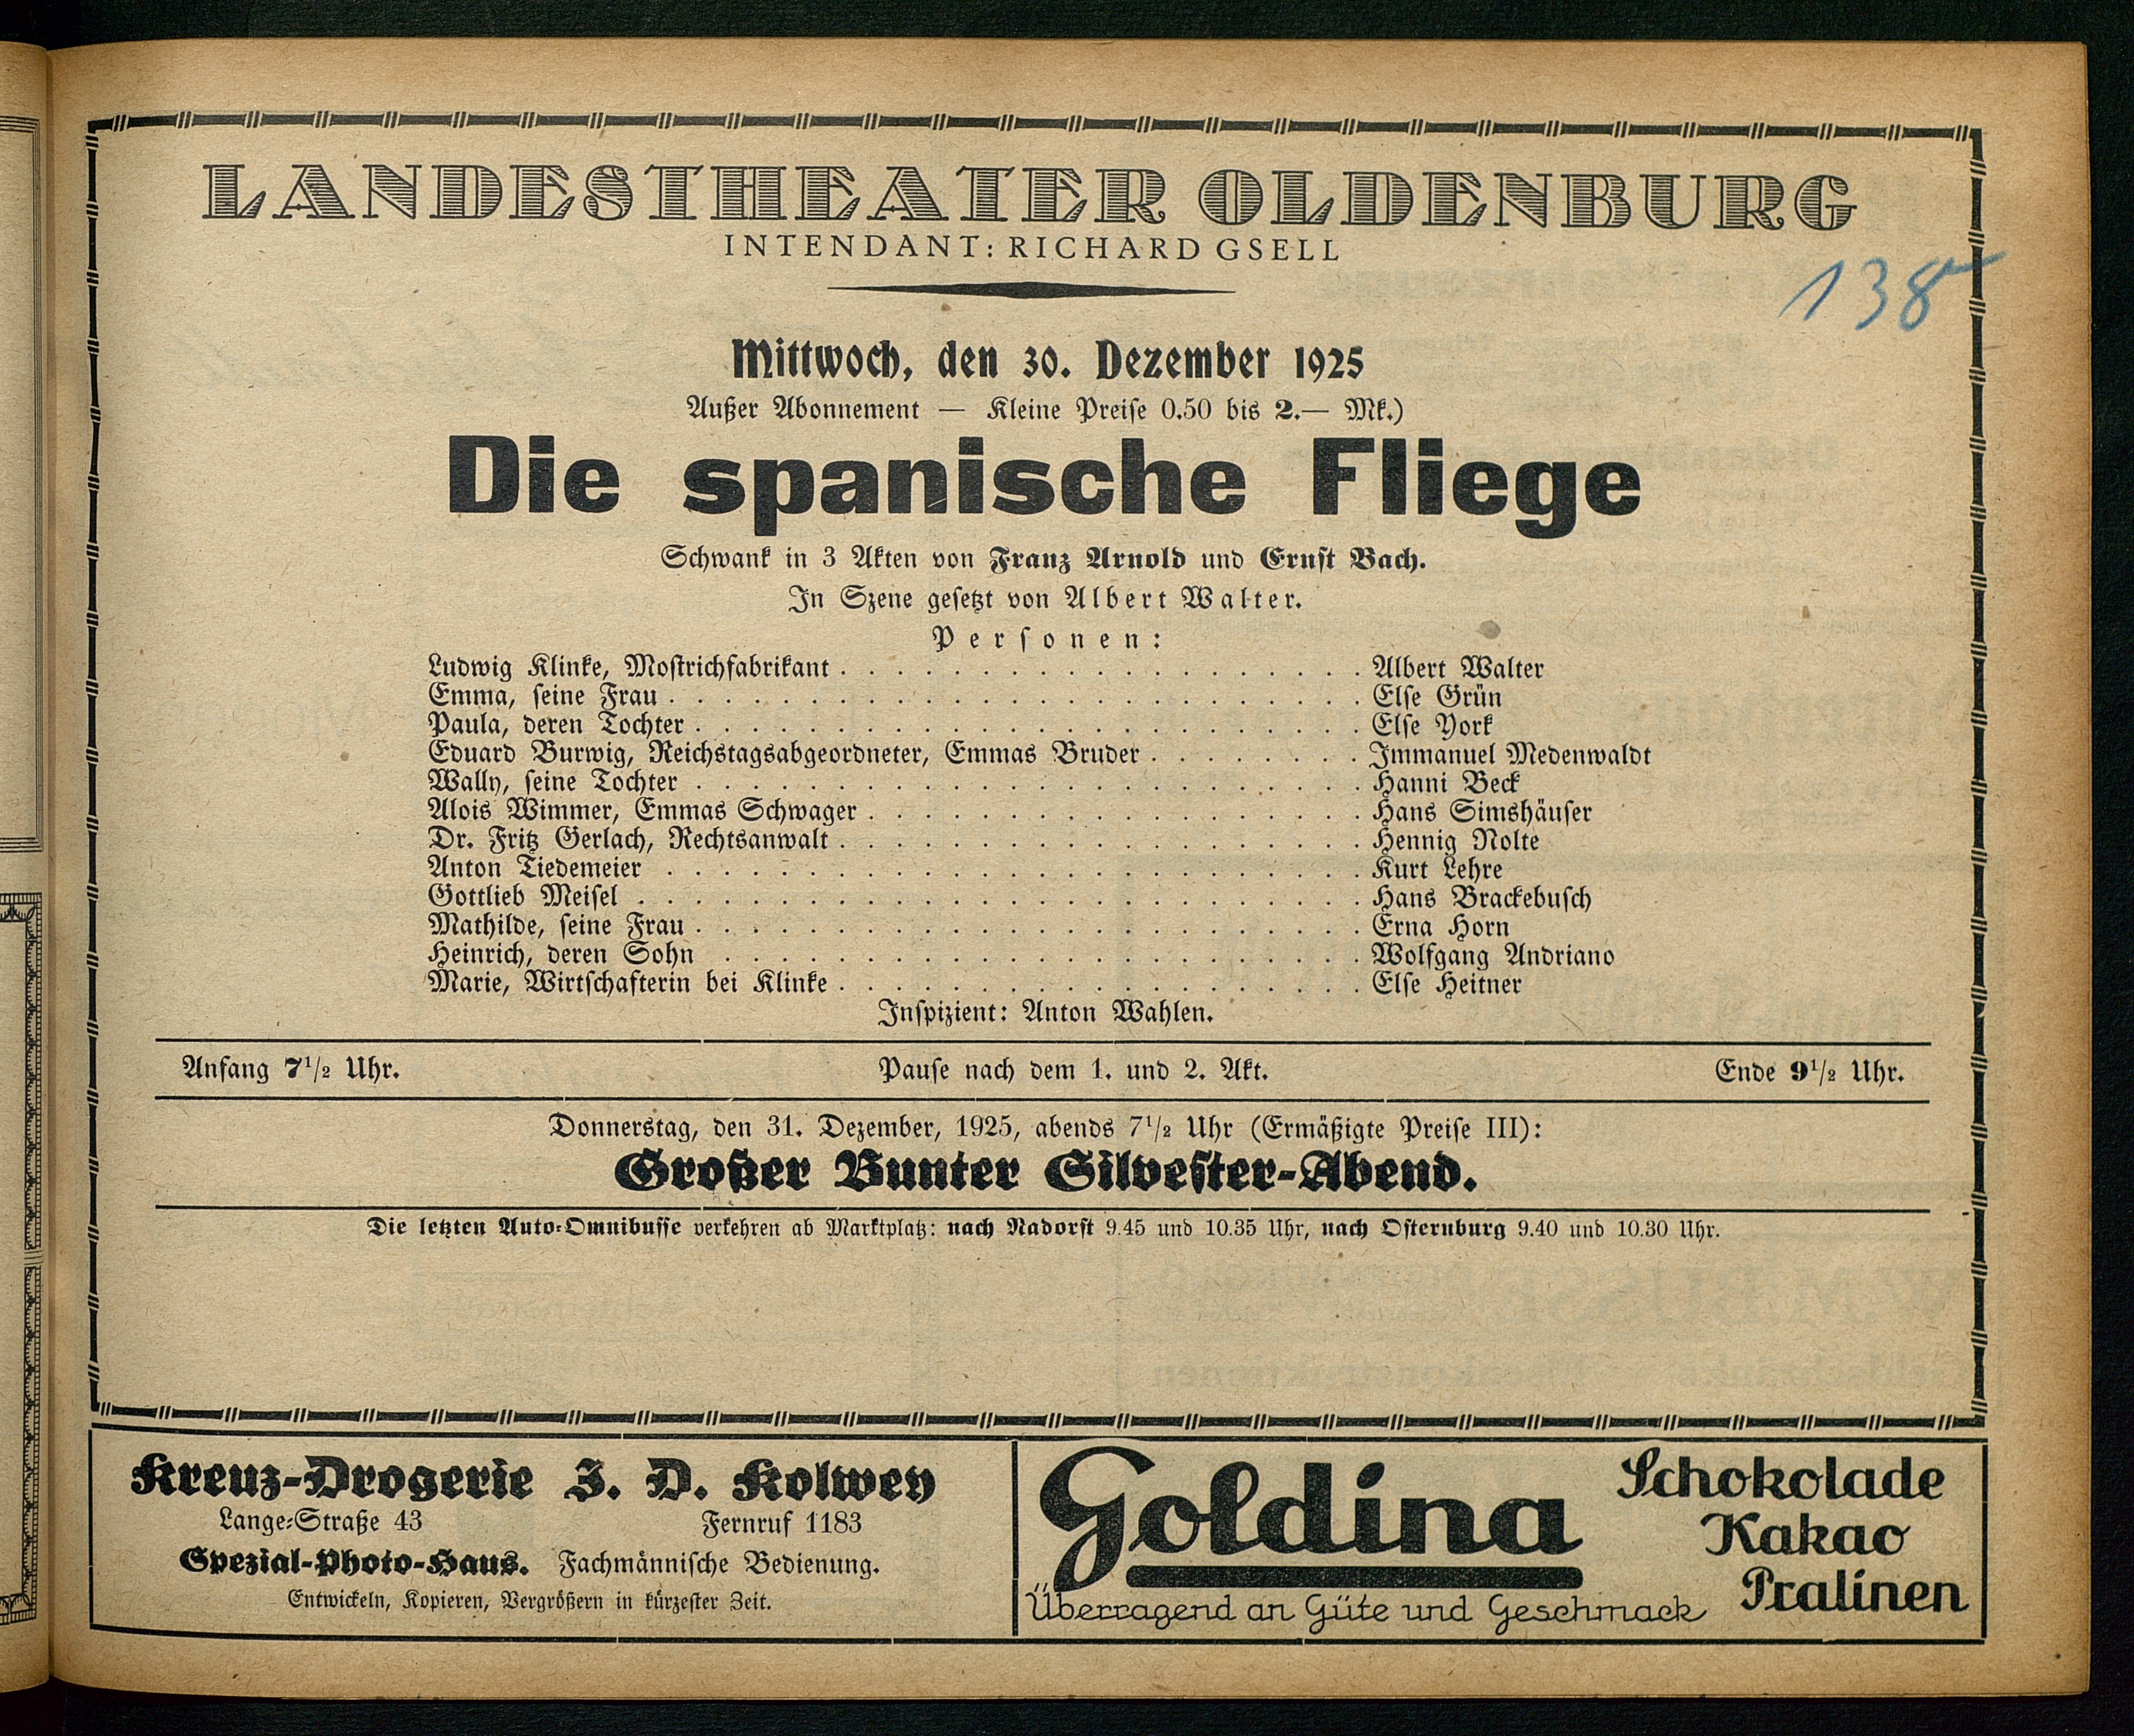 LANDESTHEATER OLDENBURG
INTENDANT: RICHARD GSELL
138
Mittwoch, den 30. Dezember 1925
Außer Abonnement — Kleine Preise 0.50 bis 2.— Mk.)
Die spanische Fliege
Schwank in 3 Akten von Franz Arnold und Ernst Bach.
In Szene gesetzt von Albert Walter.
Personen:
Ludwig Klinke, Mostrichfabrikant . . . . . . . . . . . . . . . . . . . Albert Walter
Emma, seine Frau . . . . . . . . . . . . . . . . . . . . . . . . . Else Grün
Paula, deren Tochter . . . . . . . . . . . . . . . . . . . . . . . . Else York
Eduard Burwig, Reichstagsabgeordneter, Emmas Bruder . . . . . . . . Immanuel Medenwaldt
Wally, seine Tochter . . . . . . . . . . . . . . . . . . . . . . . . Hanni Beck
Alois Wimmer, Emmas Schwager . . . . . . . . . . . . . . . . . . Hans Simshäuser
Dr. Fritz Gerlach, Rechtsanwalt . . . . . . . . . . . . . . . . . . . Hennig Nolte
Anton Tiedemeier . . . . . . . . . . . . . . . . . . . . . . . . . Kurt Lehre
Gottlieb Meisel . . . . . . . . . . . . . . . . . . . . . . . . . . Hans Brackebusch
Mathilde, seine Frau . . . . . . . . . . . . . . . . . . . . . . . . Erna Horn
Heinrich, deren Sohn . . . . . . . . . . . . . . . . . . . . . . . Wolfgang Andriano
Marie, Wirtschafterin bei Klinke . . . . . . . . . . . . . . . . . . . Else Heitner
Inspizient: Anton Wahlen.
Anfang 7½ Uhr. Pause nach dem 1. und 2. Akt. Ende 9½ Uhr.
Donnerstag, den 31. Dezember, 1925, abends 7½ Uhr (Ermäßigte Preise III):
Großer Bunter Silvester-Abend.
Die letzten Auto-Omnibusse verkehren ab Marktplatz: nach Nadorst 9.45 und 10.35 Uhr, nach Osternburg 9.40 und 10.30 Uhr.
Kreuz-Drogerie J. D. Kolwey
Lange-Straße 43 Fernruf 1183
Spezial-Photo-Haus. Fachmännische Bedienung.
Entwickeln, Kopieren, Vergrößern in kürzester Zeit.
Goldina
Schokolade
Kakao
Pralinen
Überragend an Güte und Geschmack